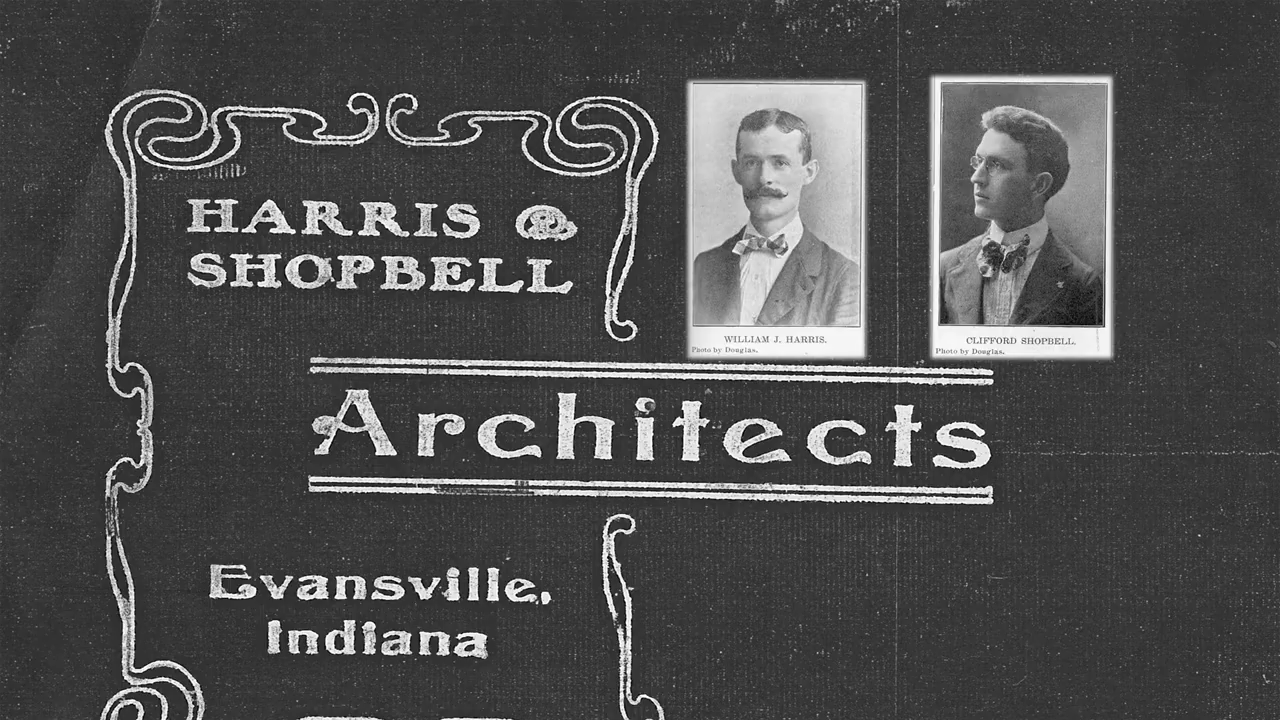 HARRIS &
SHOPBELL
WILLIAM J. HARRIS.
Photo by Douglas.
CLIFFORD SHOPBELL.
Photo by Douglas.
Architects
Evansville,
Indiana